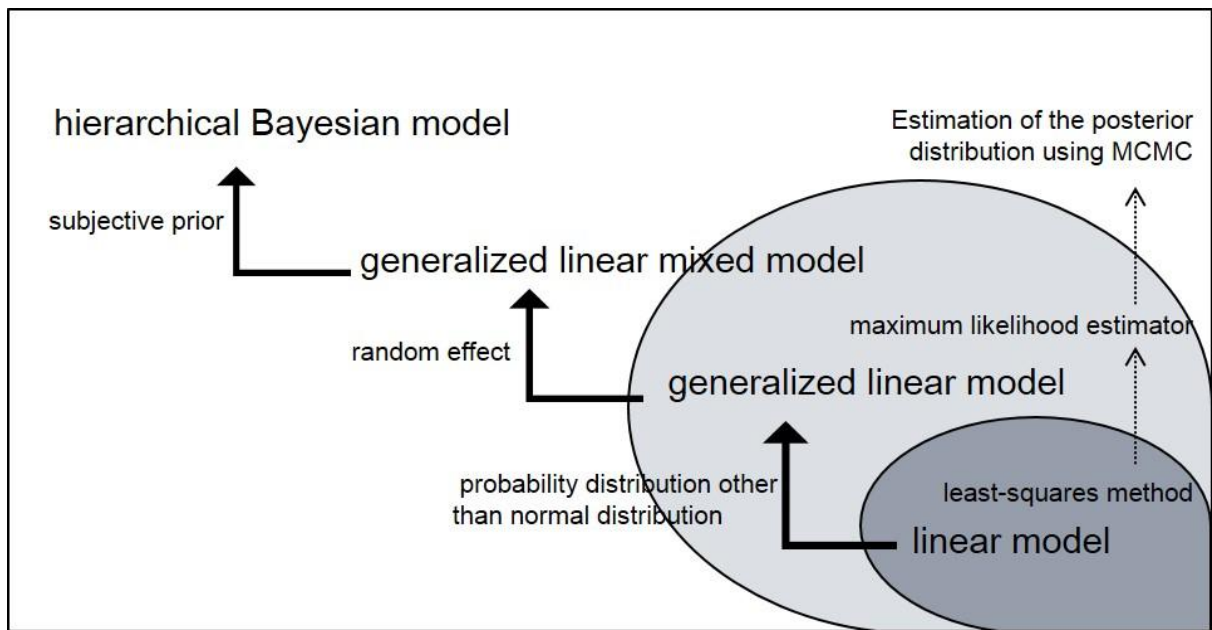 hierarchical Bayesian model
Estimation of the posterior
distribution using MCMC
subjective prior
generalized linear mixed model
maximum likelihood estimator
random effect
generalized linear model
probability distribution other
than normal distribution
least-squares method
linear model